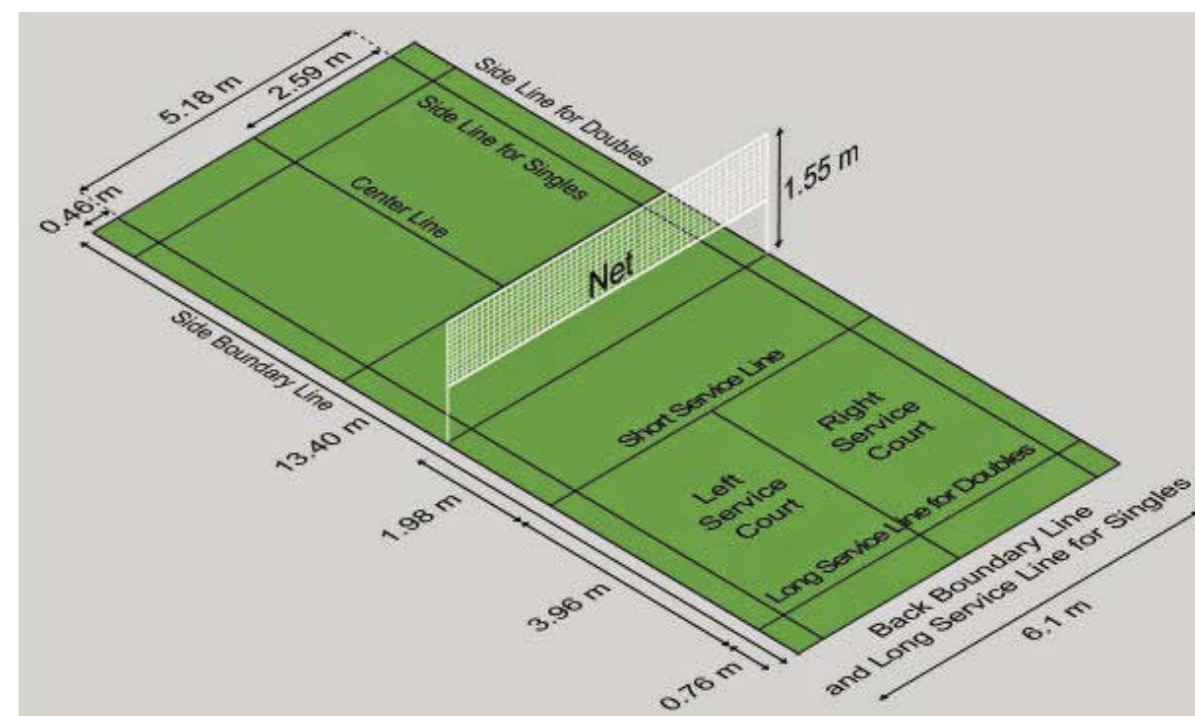 5.18 m
2.59 m
0.46 m
Side Line for Doubles
Side Line for Singles
Center Line
1.55 m
Net
Side Boundary Line
13.40 m
1.98 m
3.96 m
0.76 m
Short Service Line
Right
Service
Court
Left
Service
Court
Long Service Line for Doubles
Back Boundary Line
and Long Service Line for Singles
6.1 m